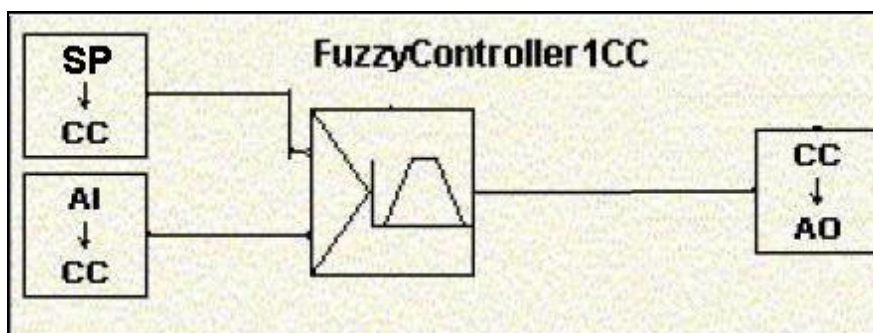 FuzzyController1CC
SP
↓
CC
AI
↓
CC
CC
↓
AO